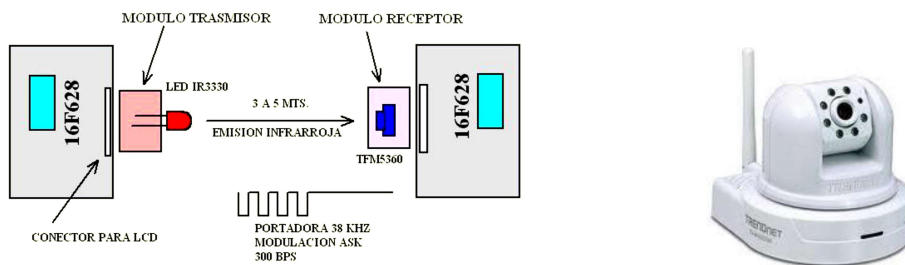 MODULO TRASMISOR
MODULO RECEPTOR
16F628
LED IR3330
3 A 5 MTS.
EMISION INFRARROJA
TFM5360
16F628
CONECTOR PARA LCD
PORTADORA 38 KHZ
MODULACION ASK
300 BPS
TRENDNET